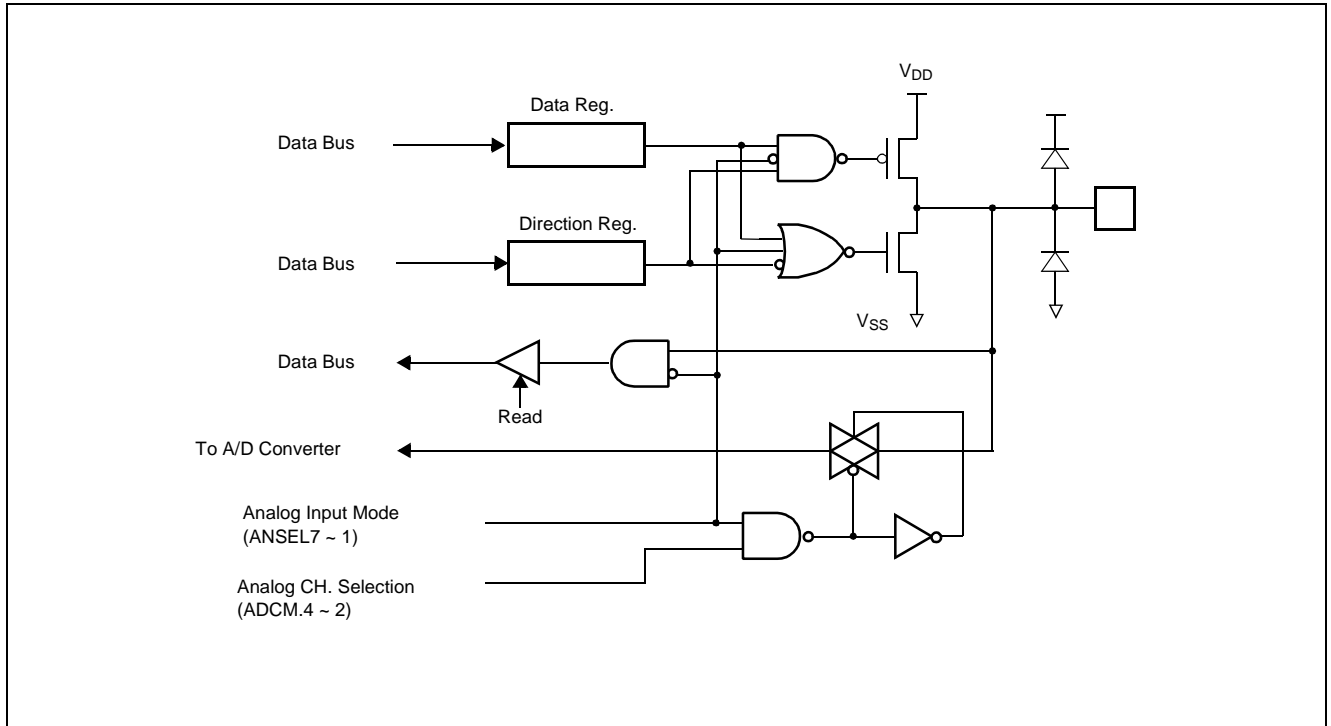 V_DD
Data Reg.
Data Bus
Direction Reg.
Data Bus
V_SS
Data Bus
Read
To A/D Converter
Analog Input Mode
(ANSEL7 ~ 1)
Analog CH. Selection
(ADCM.4 ~ 2)